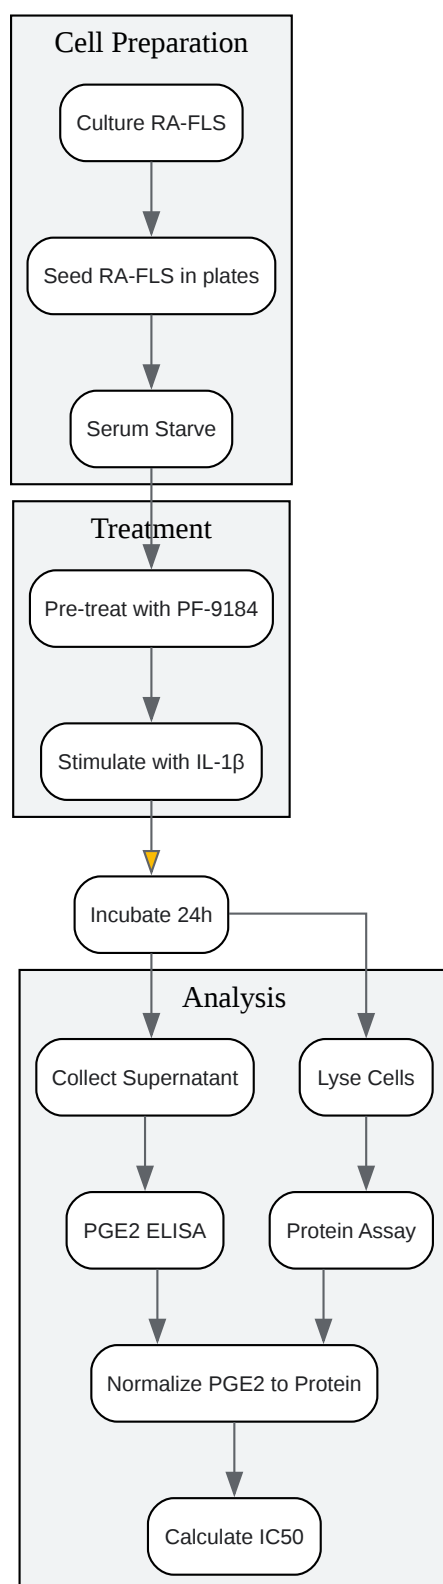 Cell Preparation
Culture RA-FLS
Seed RA-FLS in plates
Serum Starve
Treatment
Pre-treat with PF-9184
Stimulate with IL-1β
Incubate 24h
Analysis
Collect Supernatant
Lyse Cells
PGE2 ELISA
Protein Assay
Normalize PGE2 to Protein
Calculate IC50